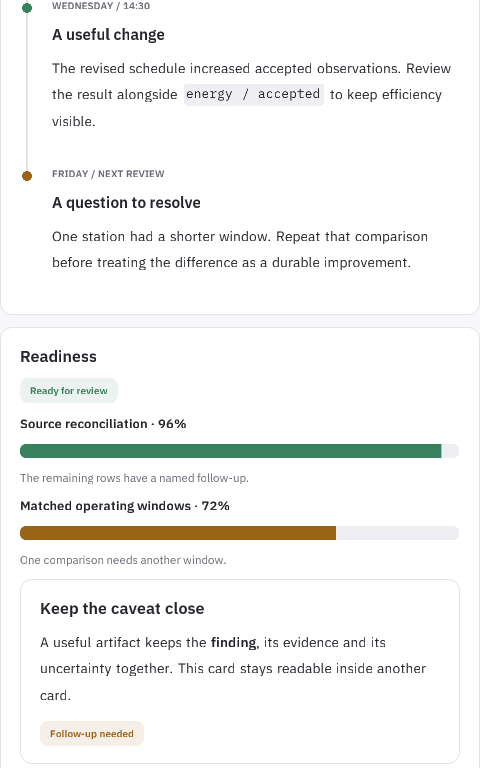 WEDNESDAY / 14:30
A useful change
The revised schedule increased accepted observations. Review
the result alongside energy / accepted to keep efficiency
visible.
FRIDAY / NEXT REVIEW
A question to resolve
One station had a shorter window. Repeat that comparison
before treating the difference as a durable improvement.
Readiness
Ready for review
Source reconciliation · 96%
The remaining rows have a named follow-up.
Matched operating windows · 72%
One comparison needs another window.
Keep the caveat close
A useful artifact keeps the finding, its evidence and its
uncertainty together. This card stays readable inside another
card.
Follow-up needed